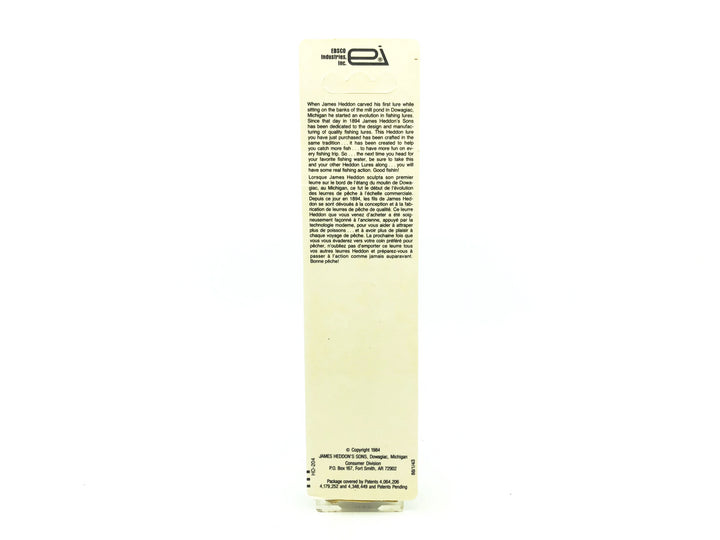 EBSCO
Industries,
Inc.
ei
When James Heddon carved his first lure while
sitting on the banks of the mill pond in Dowagiac,
Michigan he started an evolution in fishing lures.
Since that day in 1894 James Heddon's Sons
has been dedicated to the design and manufac-
turing of quality fishing lures. This Heddon lure
you have just purchased has been crafted in the
same tradition . . . it has been created to help
you catch more fish . . . to have more fun on ev-
ery fishing trip. So . . . the next time you head for
your favorite fishing water, be sure to take this
and your other Heddon Lures along . . . you will
have some real fishing action. Good fishin!
Lorsque James Heddon sculpta son premier
leurre sur le bord de l'étang du moulin de Dowa-
giac, au Michigan, ce fut le début de l'évolution
des leurres de pêche à l'échelle commerciale.
Depuis ce jour en 1894, les fils de James Hed-
don se sont dévoués à la conception et à la fab-
rication de leurres de pêche de qualité. Ce leurre
Heddon que vous venez d'acheter a été soig-
neusement façonné à l'ancienne, appuyé par la
technologie moderne, pour vous aider à attraper
plus de poissons . . . et à avoir plus de plaisir à
chaque voyage de pêche. La prochaine fois que
vous vous évaderez vers votre coin préféré pour
pêcher, n'oubliez pas d'emporter ce leurre tous
vos autres leurres Heddon et préparez-vous à
passer à l'action comme jamais auparavant.
Bonne pêche!
© Copyright 1984
JAMES HEDDON'S SONS, Dowagiac, Michigan
Consumer Division
P.O. Box 167, Fort Smith, AR 72902
Package covered by Patents 4,064,206
4,179,252 and 4,348,449 and Patents Pending
HD-204